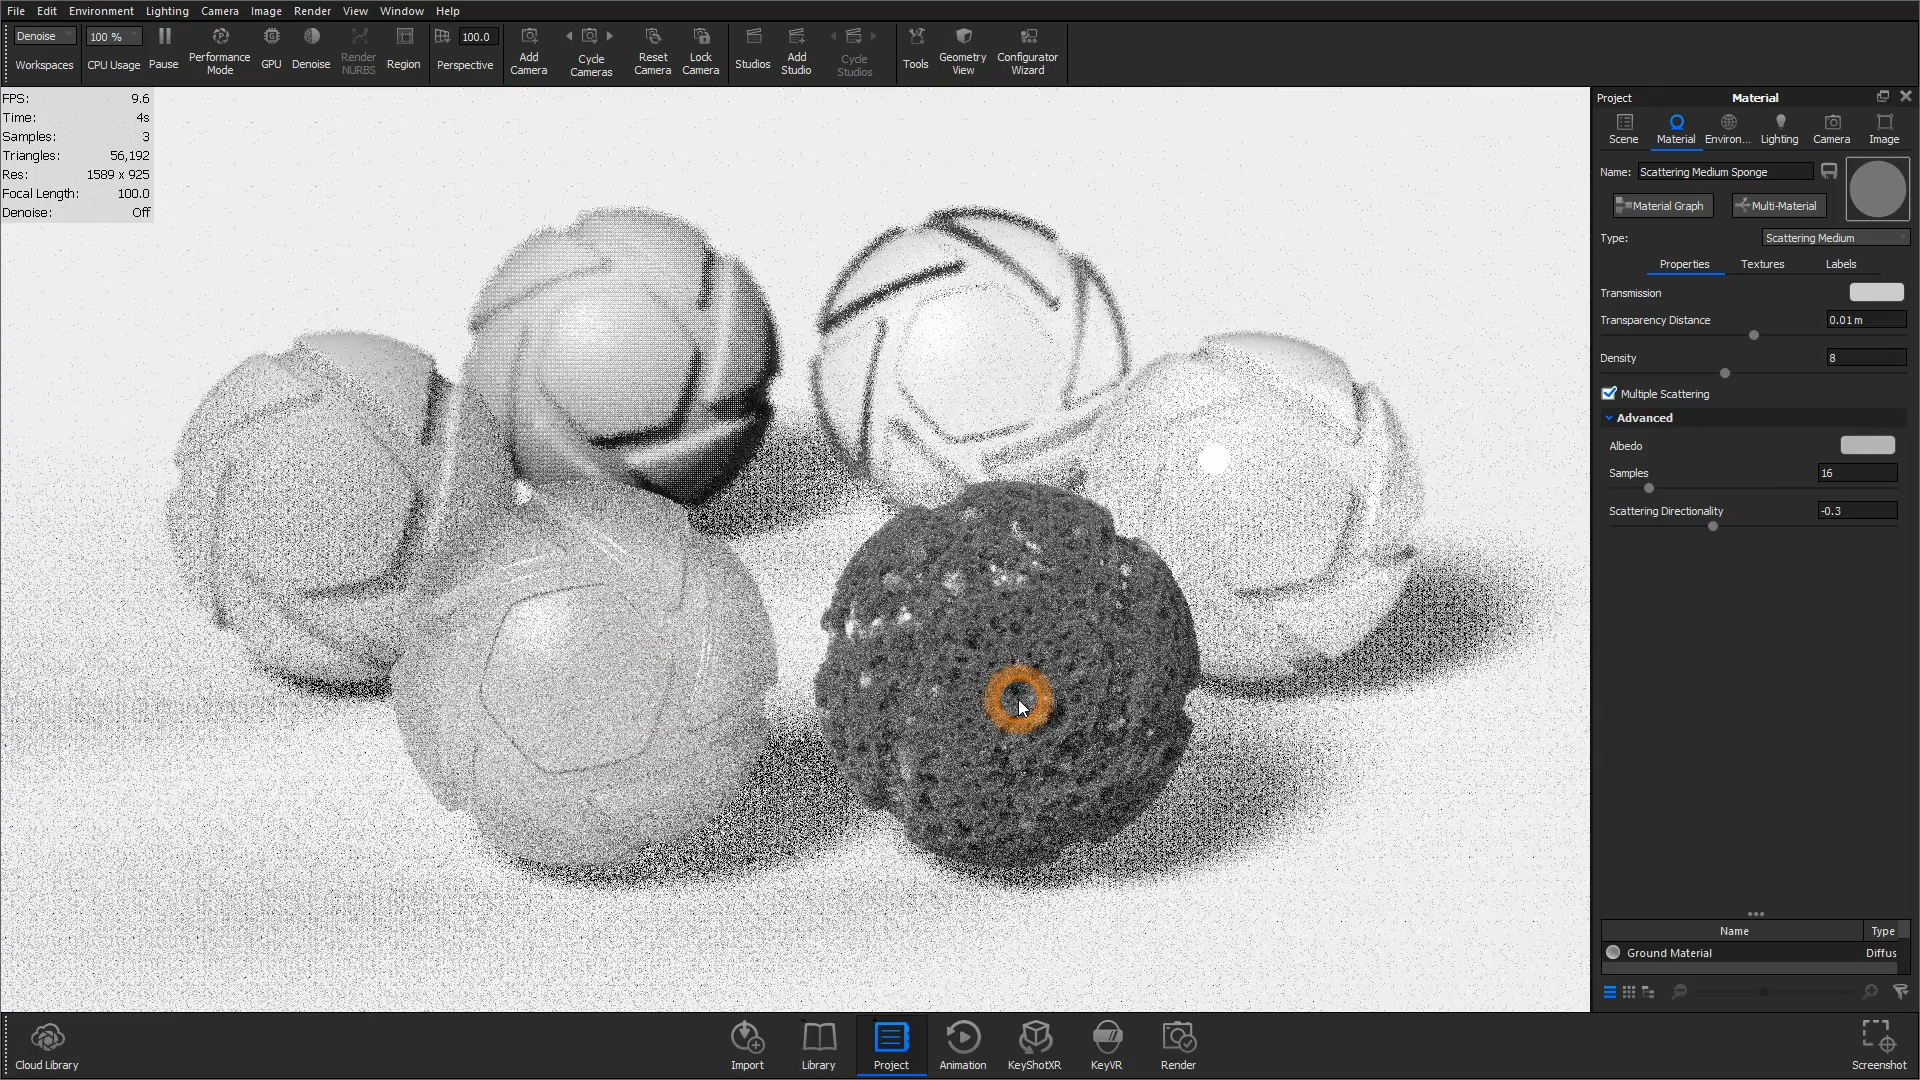 File Edit Environment Lighting Camera Image Render View Window Help
Denoise 100 % 100.0
Workspaces CPU Usage Pause Performance Mode GPU Denoise Render NURBS Region Perspective Add Camera Cycle Cameras Reset Camera Lock Camera Studios Add Studio Cycle Studios Tools Geometry View Configurator Wizard
FPS: 9.6
Time: 4s
Samples: 3
Triangles: 56,192
Res: 1589 x 925
Focal Length: 100.0
Denoise: Off
Project Material
Scene Material Environ... Lighting Camera Image
Name: Scattering Medium Sponge
Material Graph Multi-Material
Type: Scattering Medium
Properties Textures Labels
Transmission
Transparency Distance 0.01 m
Density 8
Multiple Scattering
Advanced
Albedo
Samples 16
Scattering Directionality -0.3
Name Type
Ground Material Diffus
Cloud Library Import Library Project Animation KeyShotXR KeyVR Render Screenshot